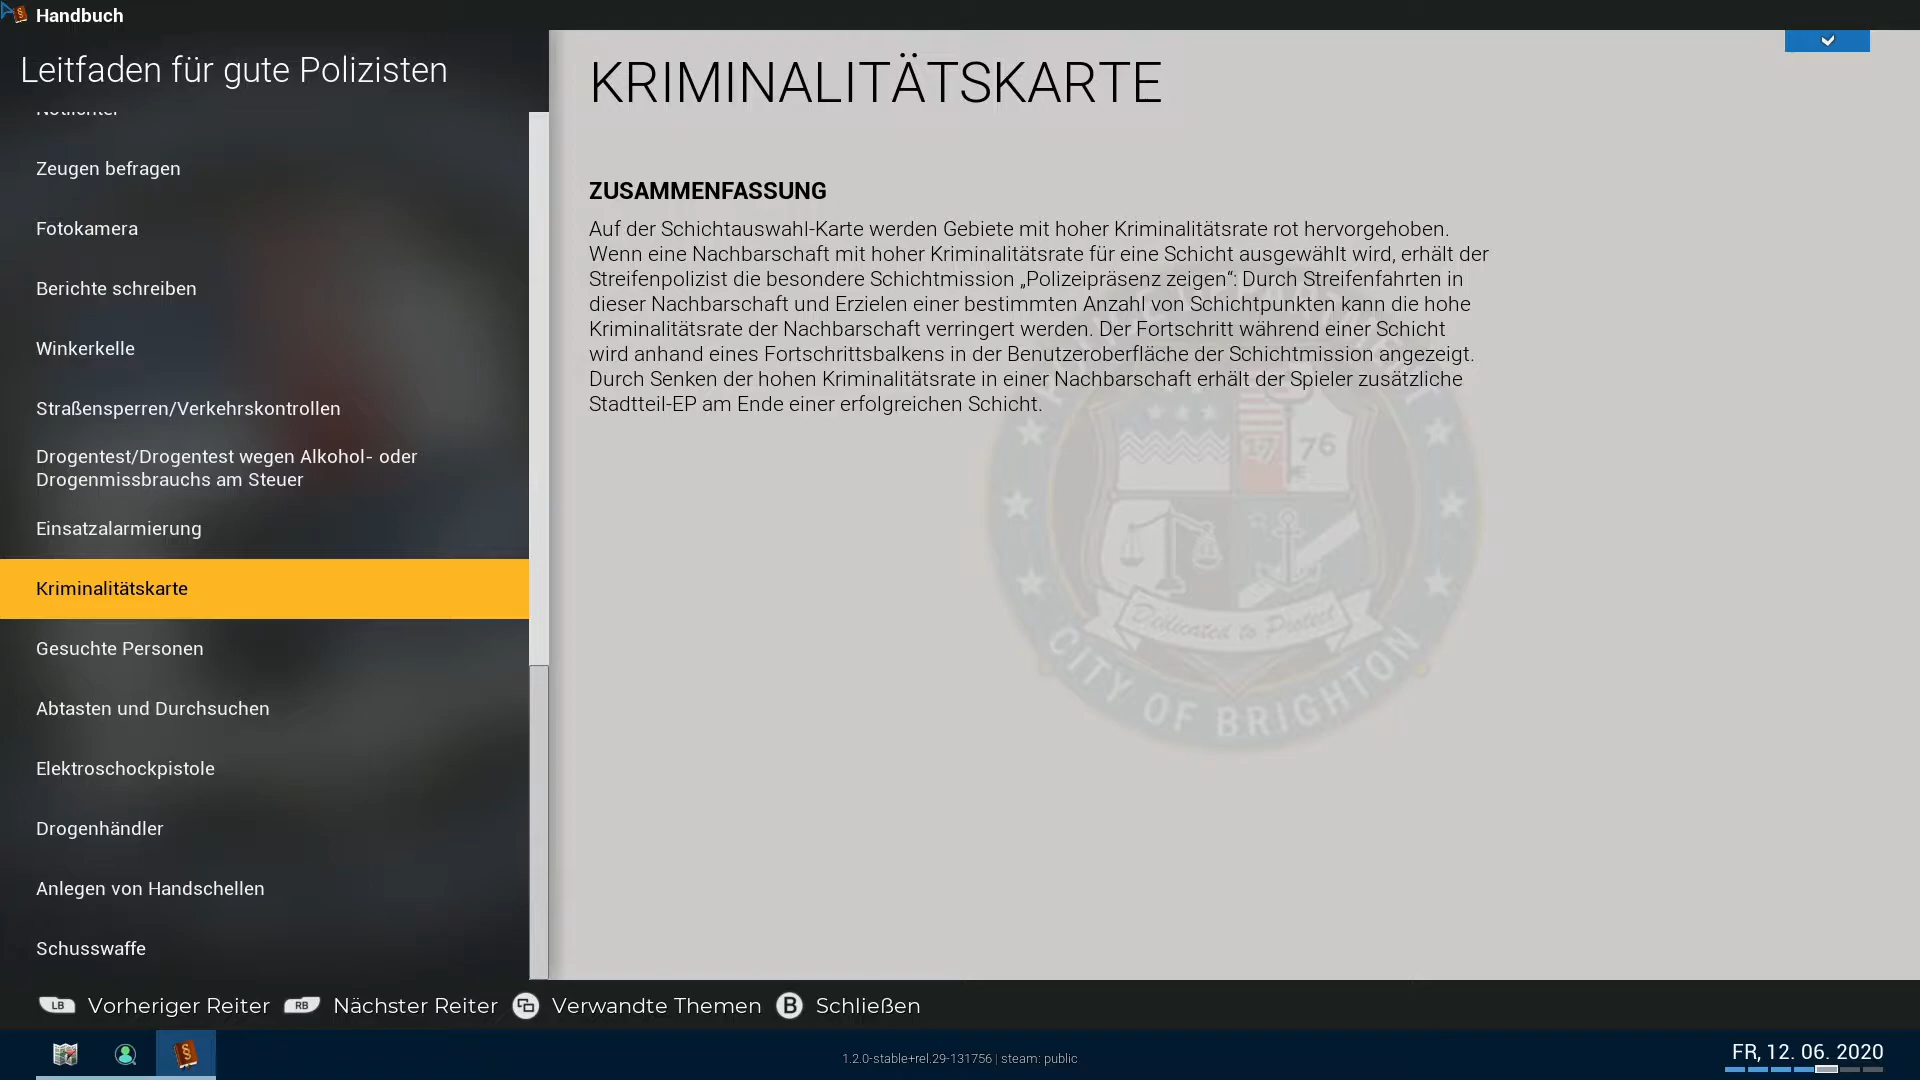 Handbuch
Leitfaden für gute Polizisten
Zeugen befragen
Fotokamera
Berichte schreiben
Winkerkelle
Straßensperren/Verkehrskontrollen
Drogentest/Drogentest wegen Alkohol- oder
Drogenmissbrauchs am Steuer
Einsatzalarmierung
Kriminalitätskarte
Gesuchte Personen
Abtasten und Durchsuchen
Elektroschockpistole
Drogenhändler
Anlegen von Handschellen
Schusswaffe
KRIMINALITÄTSKARTE
ZUSAMMENFASSUNG
Auf der Schichtauswahl-Karte werden Gebiete mit hoher Kriminalitätsrate rot hervorgehoben.
Wenn eine Nachbarschaft mit hoher Kriminalitätsrate für eine Schicht ausgewählt wird, erhält der
Streifenpolizist die besondere Schichtmission „Polizeipräsenz zeigen“: Durch Streifenfahrten in
dieser Nachbarschaft und Erzielen einer bestimmten Anzahl von Schichtpunkten kann die hohe
Kriminalitätsrate der Nachbarschaft verringert werden. Der Fortschritt während einer Schicht
wird anhand eines Fortschrittsbalkens in der Benutzeroberfläche der Schichtmission angezeigt.
Durch Senken der hohen Kriminalitätsrate in einer Nachbarschaft erhält der Spieler zusätzliche
Stadtteil-EP am Ende einer erfolgreichen Schicht.
17 76
Dedicated to Protect
CITY OF BRIGHTON
LB Vorheriger Reiter RB Nächster Reiter Verwandte Themen B Schließen
1.2.0-stable+rel.29-131756 | steam: public
FR, 12. 06. 2020